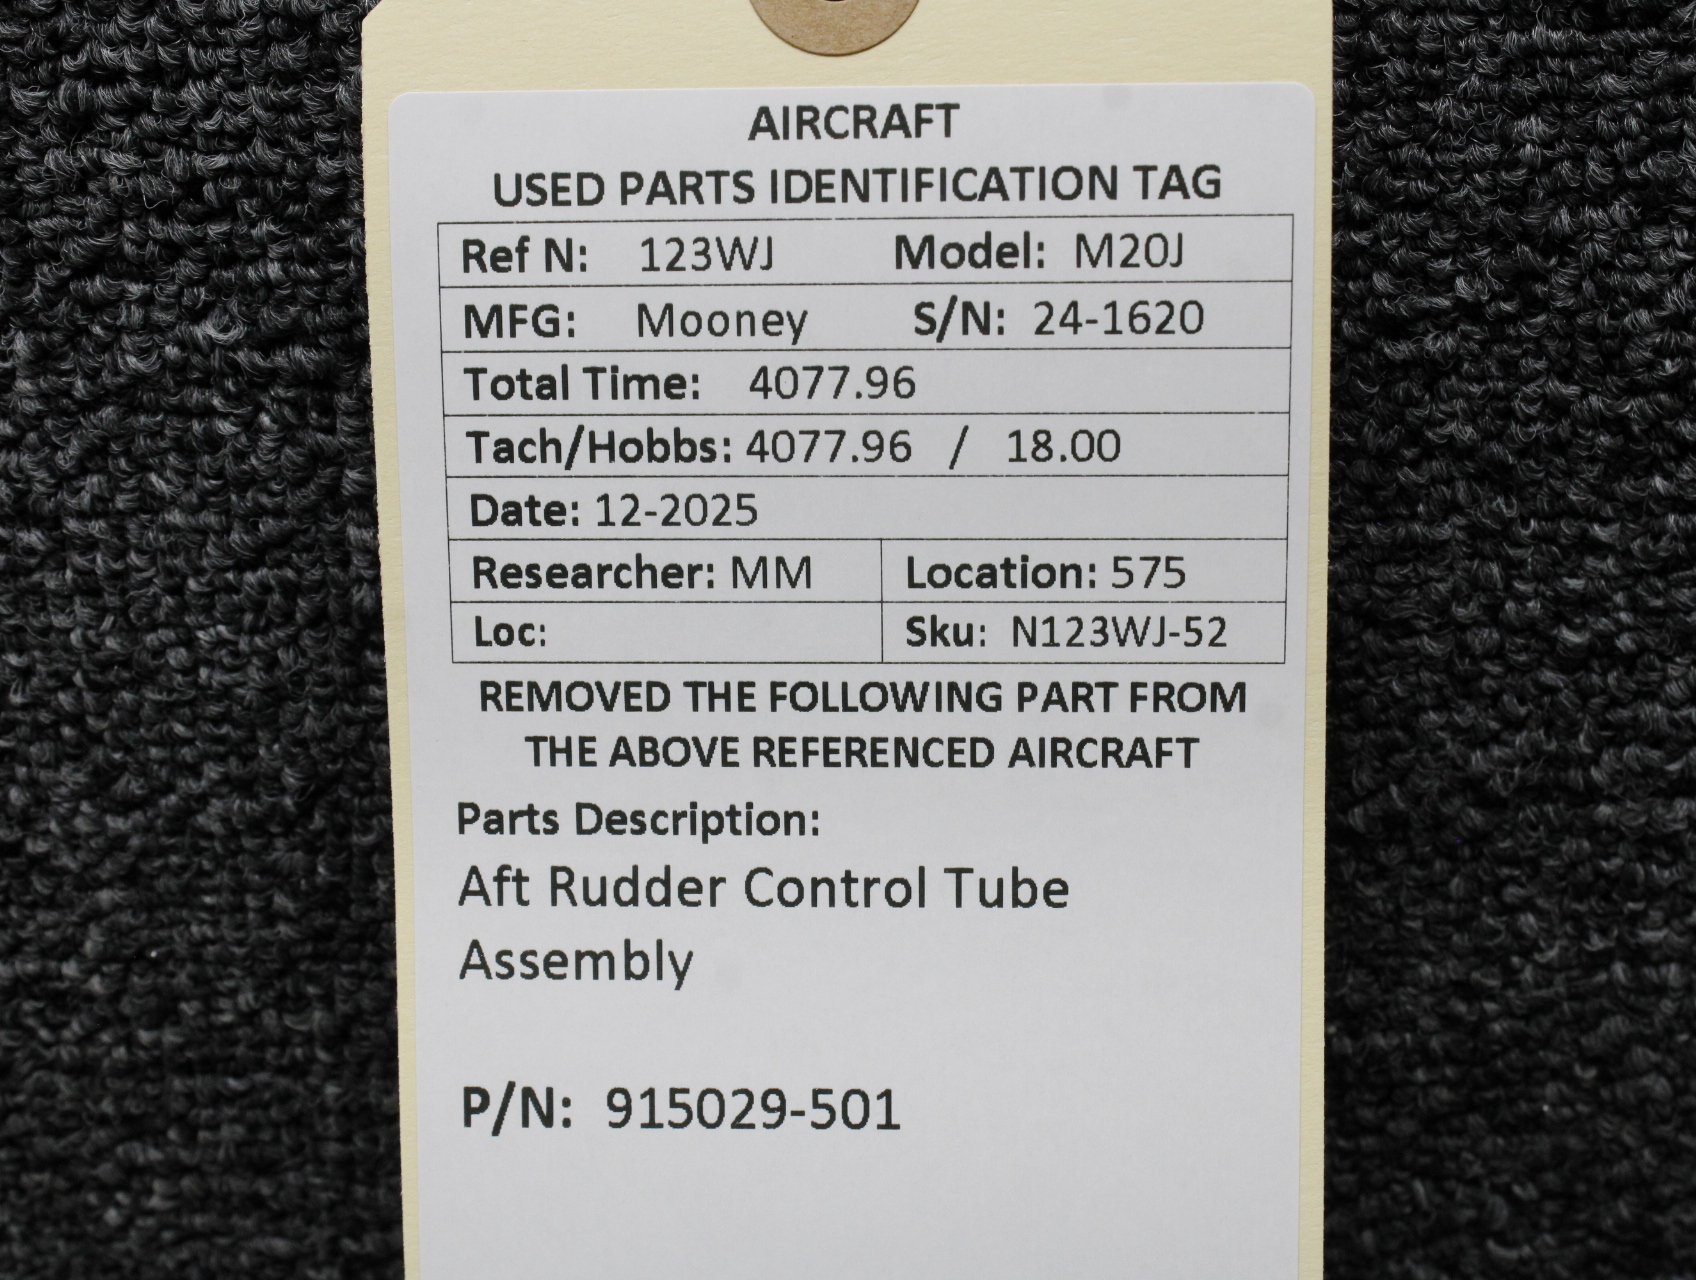 AIRCRAFT
USED PARTS IDENTIFICATION TAG
Ref N: 123WJ Model: M20J
MFG: Mooney S/N: 24-1620
Total Time: 4077.96
Tach/Hobbs: 4077.96 / 18.00
Date: 12-2025
Researcher: MM Location: 575
Loc: Sku: N123WJ-52
REMOVED THE FOLLOWING PART FROM
THE ABOVE REFERENCED AIRCRAFT
Parts Description:
Aft Rudder Control Tube
Assembly
P/N: 915029-501